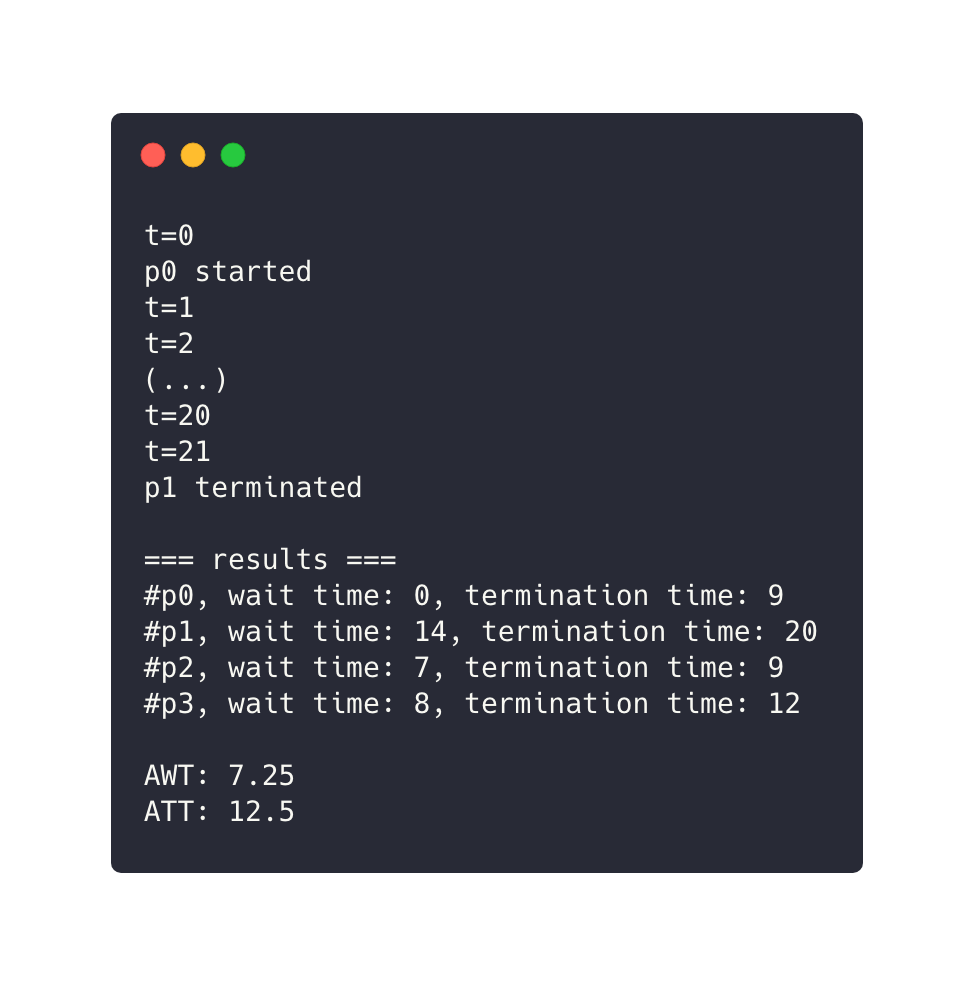 t=0
p0 started
t=1
t=2
(...)
t=20
t=21
p1 terminated
=== results ===
#p0, wait time: 0, termination time: 9
#p1, wait time: 14, termination time: 20
#p2, wait time: 7, termination time: 9
#p3, wait time: 8, termination time: 12
AWT: 7.25
ATT: 12.5